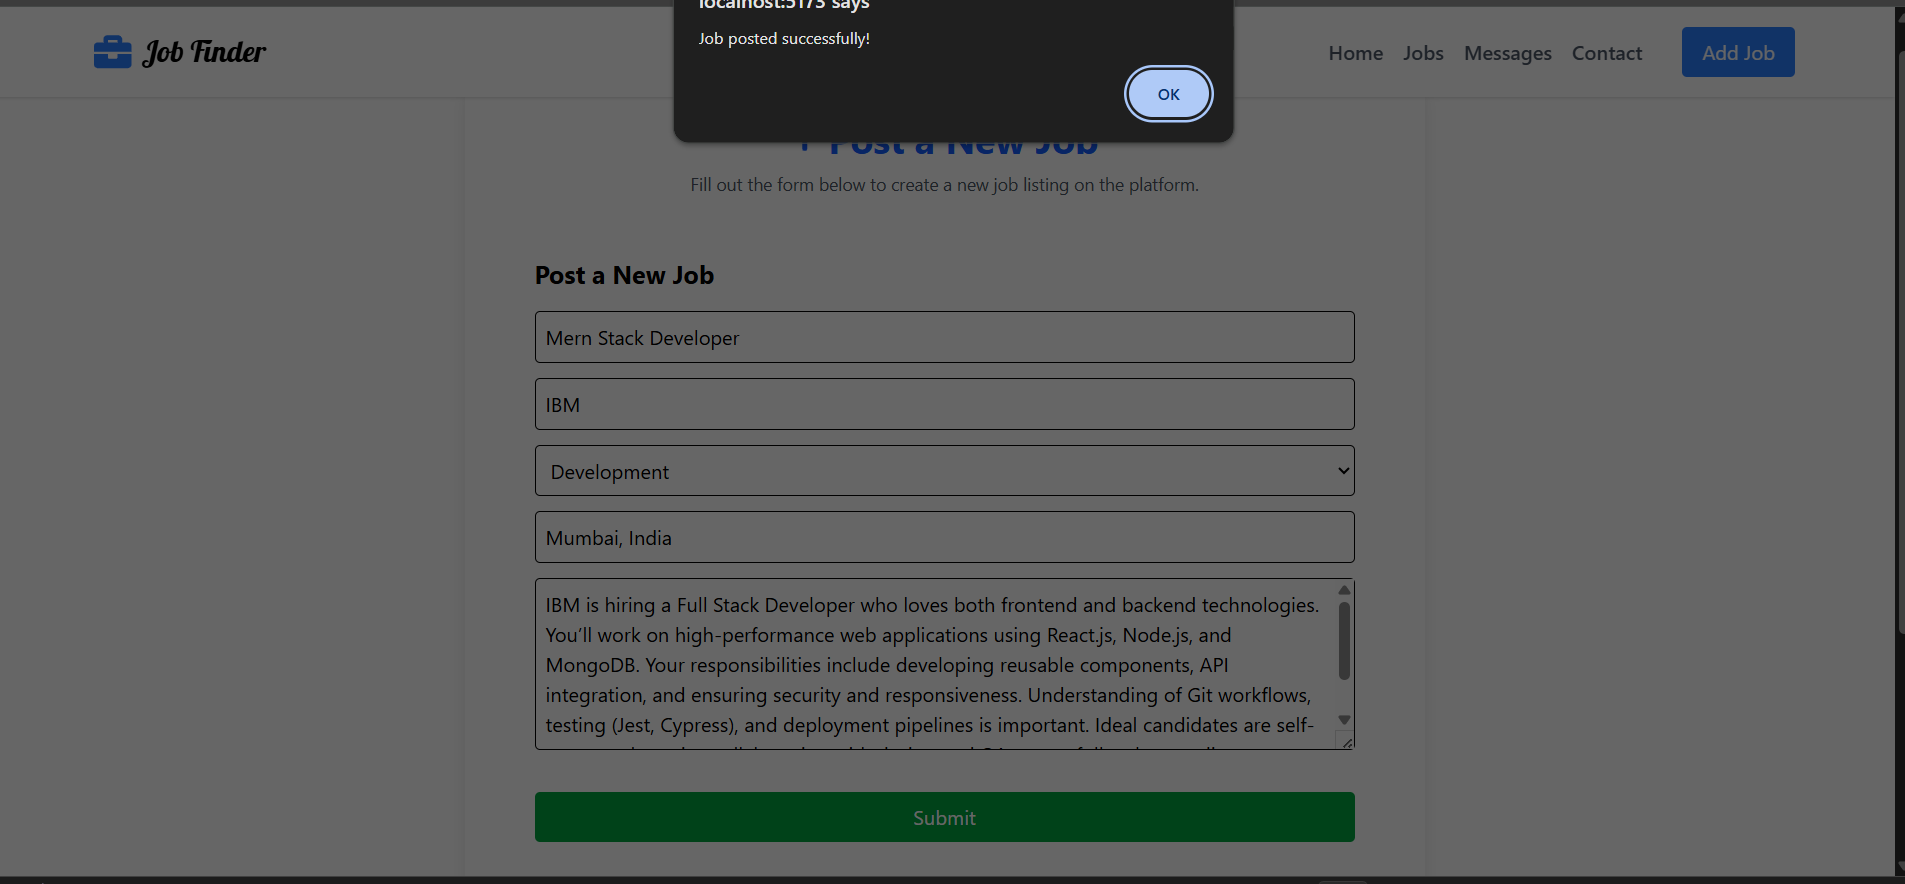 localhost:5173 says
Job posted successfully!
OK
Job Finder
Home Jobs Messages Contact Add Job
Post a New Job
Fill out the form below to create a new job listing on the platform.
Post a New Job
Mern Stack Developer
IBM
Development
Mumbai, India
IBM is hiring a Full Stack Developer who loves both frontend and backend technologies.
You’ll work on high-performance web applications using React.js, Node.js, and
MongoDB. Your responsibilities include developing reusable components, API
integration, and ensuring security and responsiveness. Understanding of Git workflows,
testing (Jest, Cypress), and deployment pipelines is important. Ideal candidates are self-
Submit